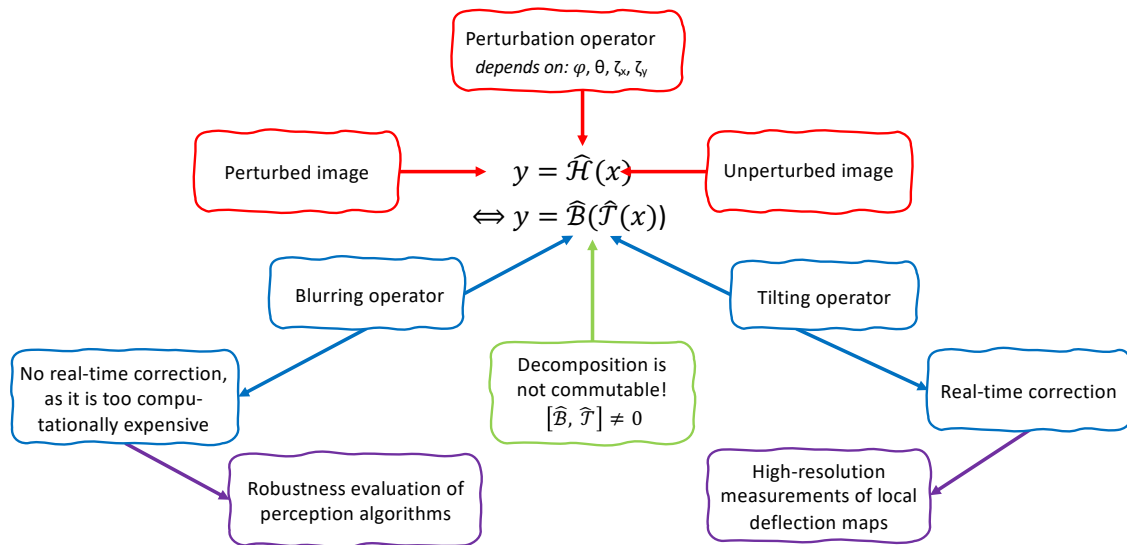 Perturbation operator
depends on: φ, θ, ζₓ, ζᵧ
Perturbed image
y = Ĥ(x)
Unperturbed image
⟺ y = B̂(T̂(x))
Blurring operator
Tilting operator
No real-time correction,
as it is too compu-
tationally expensive
Decomposition is
not commutable!
[B̂, T̂] ≠ 0
Real-time correction
Robustness evaluation of
perception algorithms
High-resolution
measurements of local
deflection maps